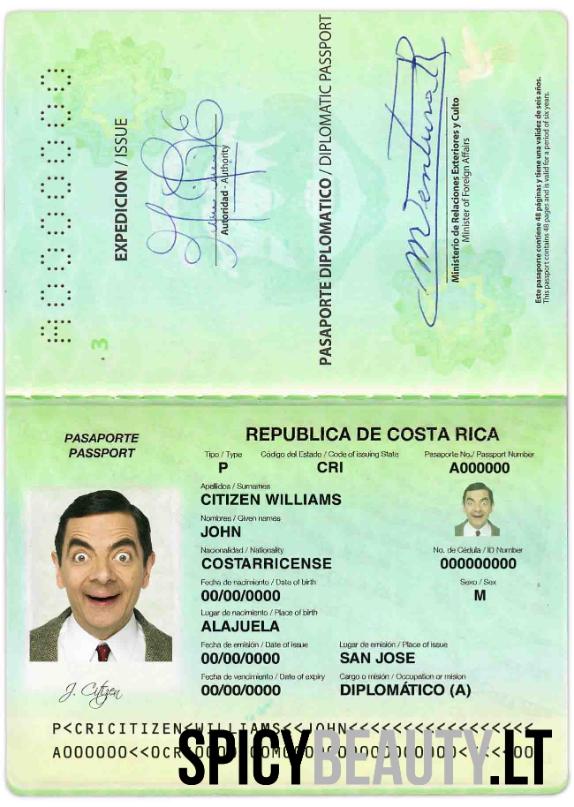 A000000
3
EXPEDICION / ISSUE
Autoridad - Authority
PASAPORTE DIPLOMATICO / DIPLOMATIC PASSPORT
Ministerio de Relaciones Exteriores y Culto
Minister of Foreign Affairs
Este pasaporte contiene 48 páginas y tiene una validez de seis años.
This passport contains 48 pages and is valid for a period of six years.
PASAPORTE
PASSPORT
REPUBLICA DE COSTA RICA
Tipo / Type Código del Estado / Code of issuing State Pasaporte No./ Passport Number
P CRI A000000
Apellidos / Surnames
CITIZEN WILLIAMS
Nombres / Given names
JOHN
Nacionalidad / Nationality No. de Cédula / ID Number
COSTARRICENSE 000000000
Fecha de nacimiento / Date of birth Sexo / Sex
00/00/0000 M
Lugar de nacimiento / Place of birth
ALAJUELA
Fecha de emisión / Date of issue Lugar de emisión / Place of issue
00/00/0000 SAN JOSE
Fecha de vencimiento / Date of expiry Cargo o misión / Occupation or mision
00/00/0000 DIPLOMÁTICO (A)
J. Citizen
P<CRICITIZEN<WILLIAMS<<JOHN<<<<<<<<<<<<<<<<<
SPICYBEAUTY.LT